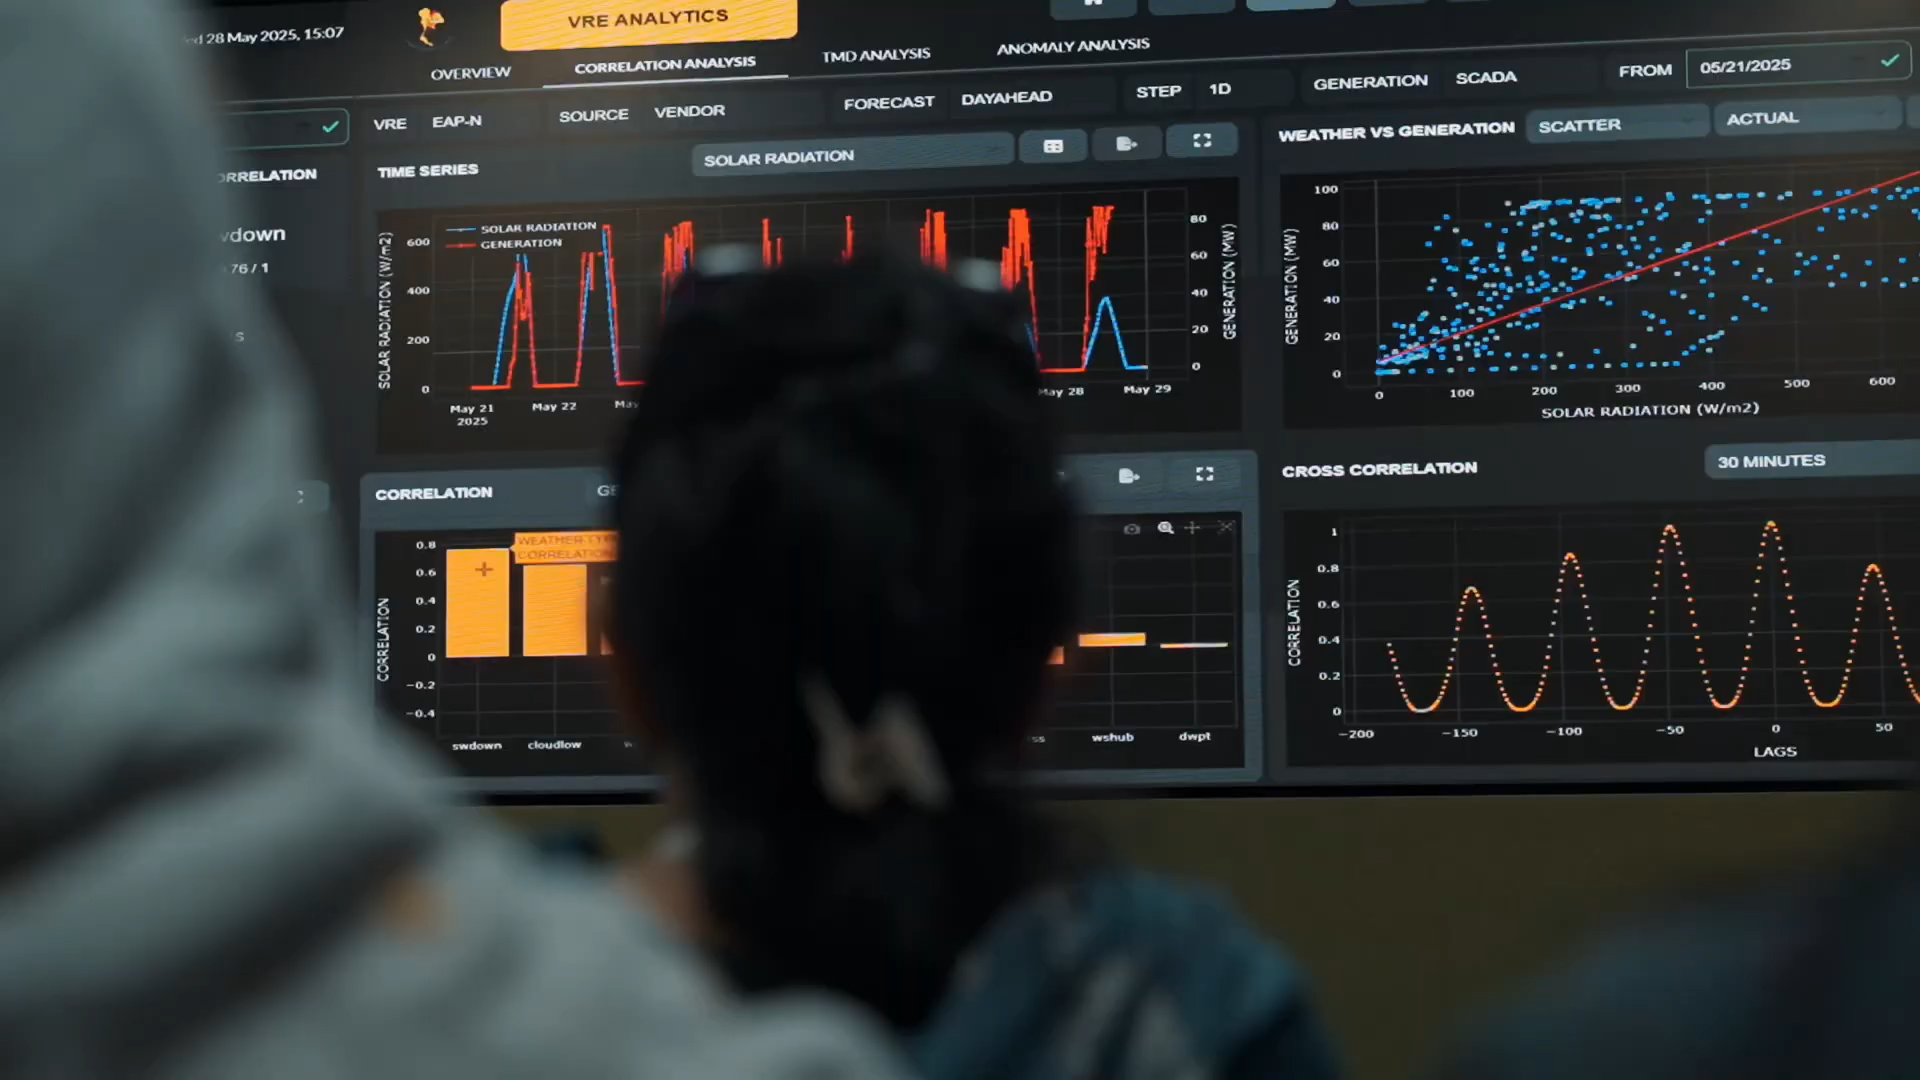 28 May 2025, 15:07
VRE ANALYTICS
OVERVIEW
CORRELATION ANALYSIS
TMD ANALYSIS
ANOMALY ANALYSIS
VRE EAP-N
SOURCE VENDOR
FORECAST DAYAHEAD
STEP 1D
GENERATION SCADA
FROM 05/21/2025
76 / 1
TIME SERIES
SOLAR RADIATION
SOLAR RADIATION
GENERATION
SOLAR RADIATION (W/m2)
600
400
200
0
80
60
40
20
0
GENERATION (MW)
May 21
2025
May 22
May 28
May 29
WEATHER VS GENERATION
SCATTER
ACTUAL
GENERATION (MW)
100
80
60
40
20
0
0 100 200 300 400 500 600
SOLAR RADIATION (W/m2)
CORRELATION
CORRELATION
0.8
0.6
0.4
0.2
0
−0.2
−0.4
CORRELATION
swdown cloudlow wshub dwpt
CROSS CORRELATION
30 MINUTES
CORRELATION
1
0.8
0.6
0.4
0.2
0
−200 −150 −100 −50 0 50
LAGS